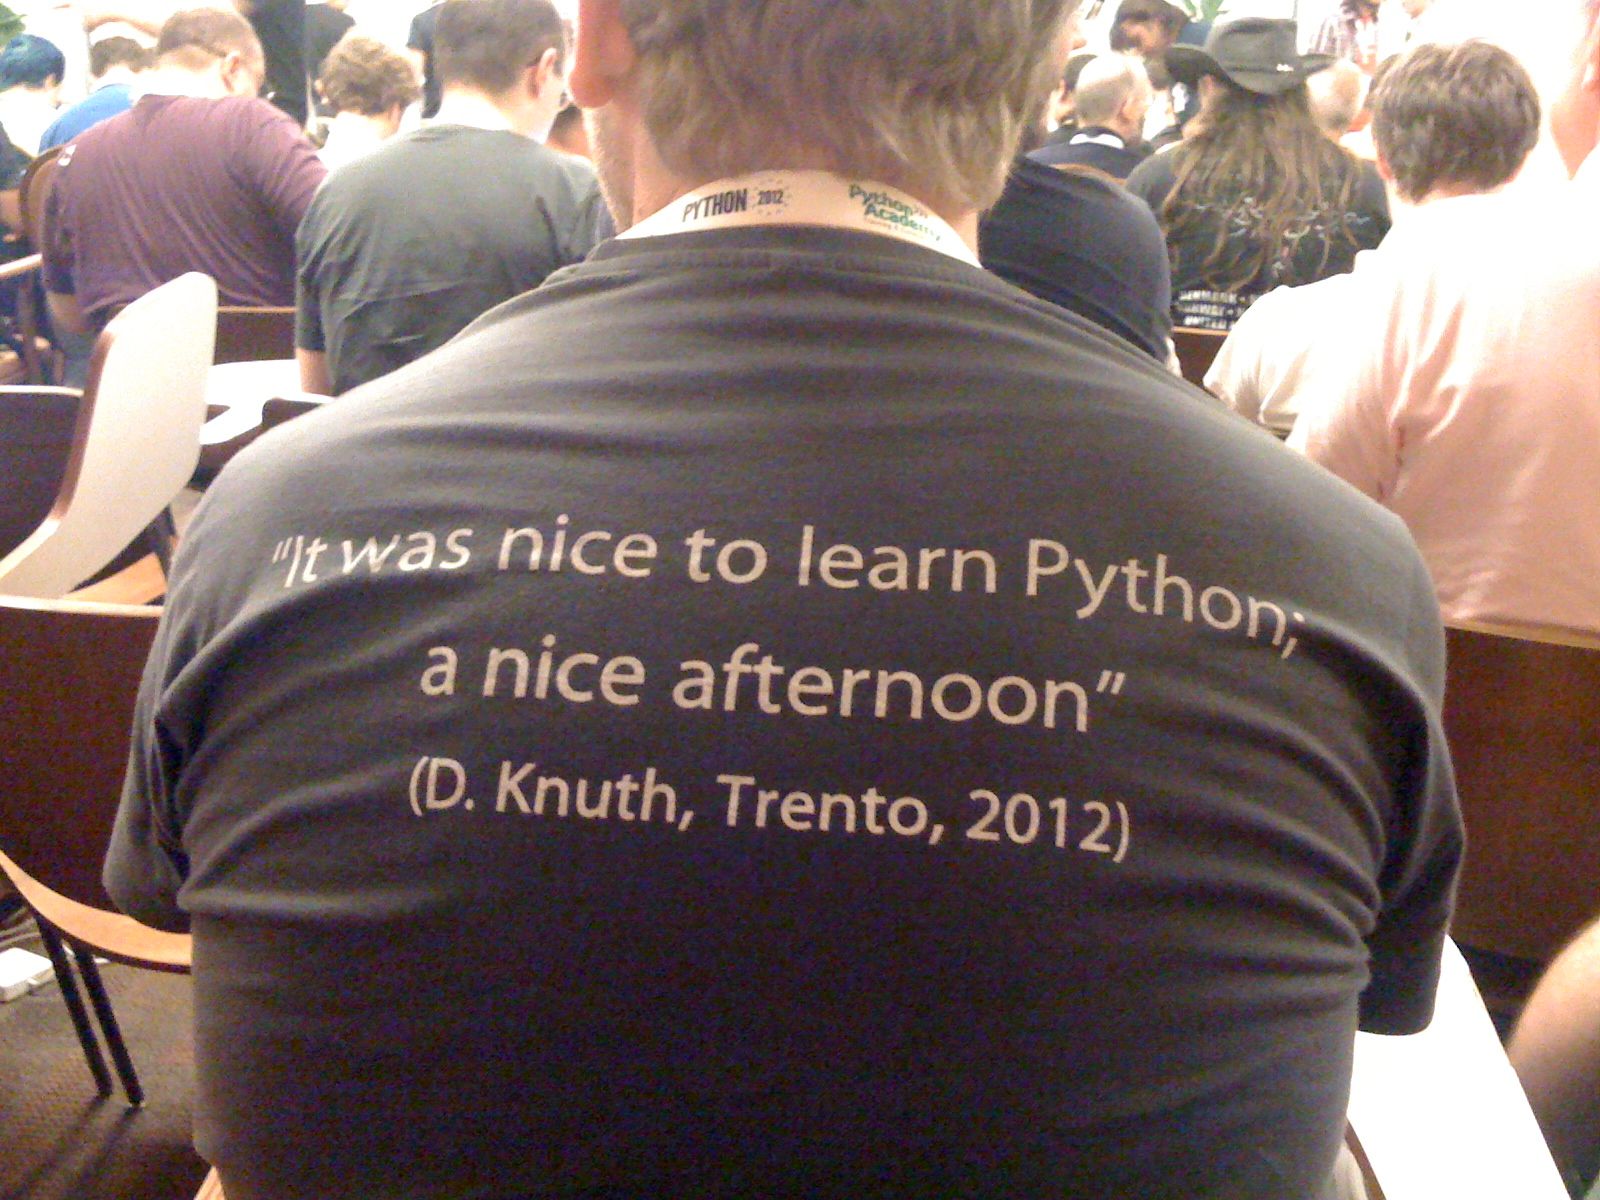 PYTHON 2012
Python
Academy
"It was nice to learn Python;
a nice afternoon"
(D. Knuth, Trento, 2012)